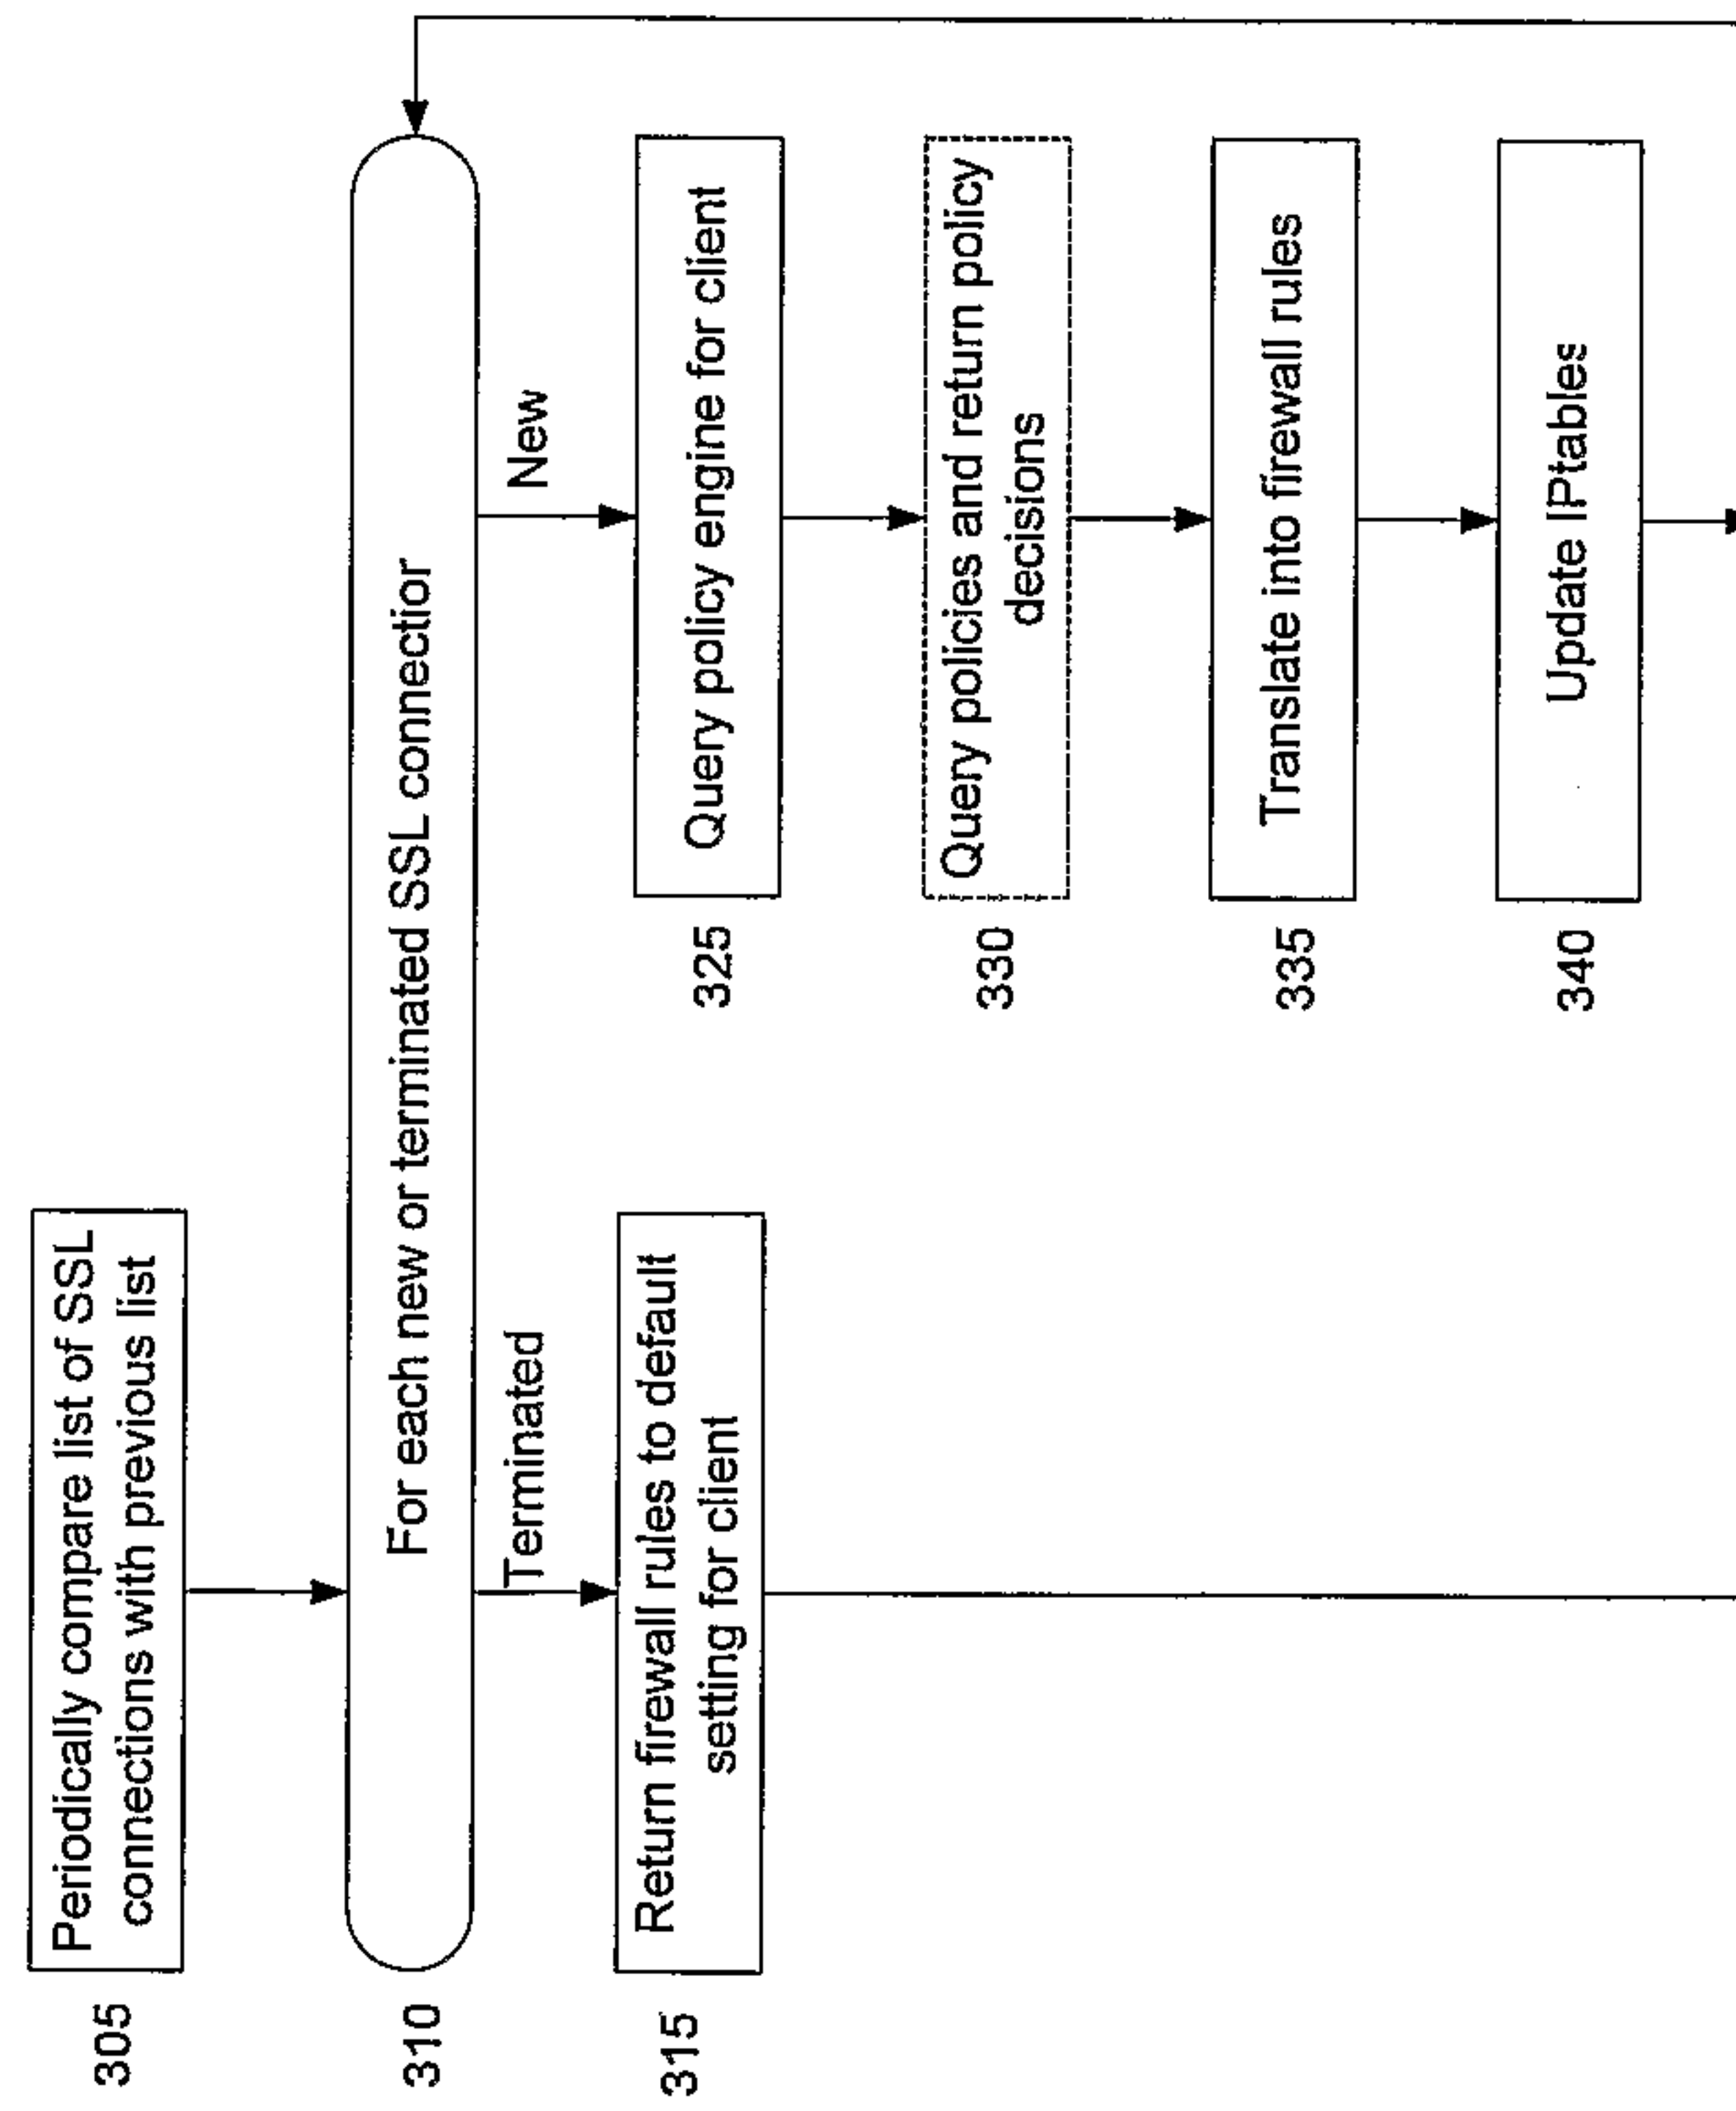 305
Periodically compare list of SSL
connections with previous list
310
For each new or terminated SSL connection
Terminated
New
315
Return firewall rules to default
setting for client
325
Query policy engine for client
330
Query policies and return policy
decisions
335
Translate into firewall rules
340
Update IPtables